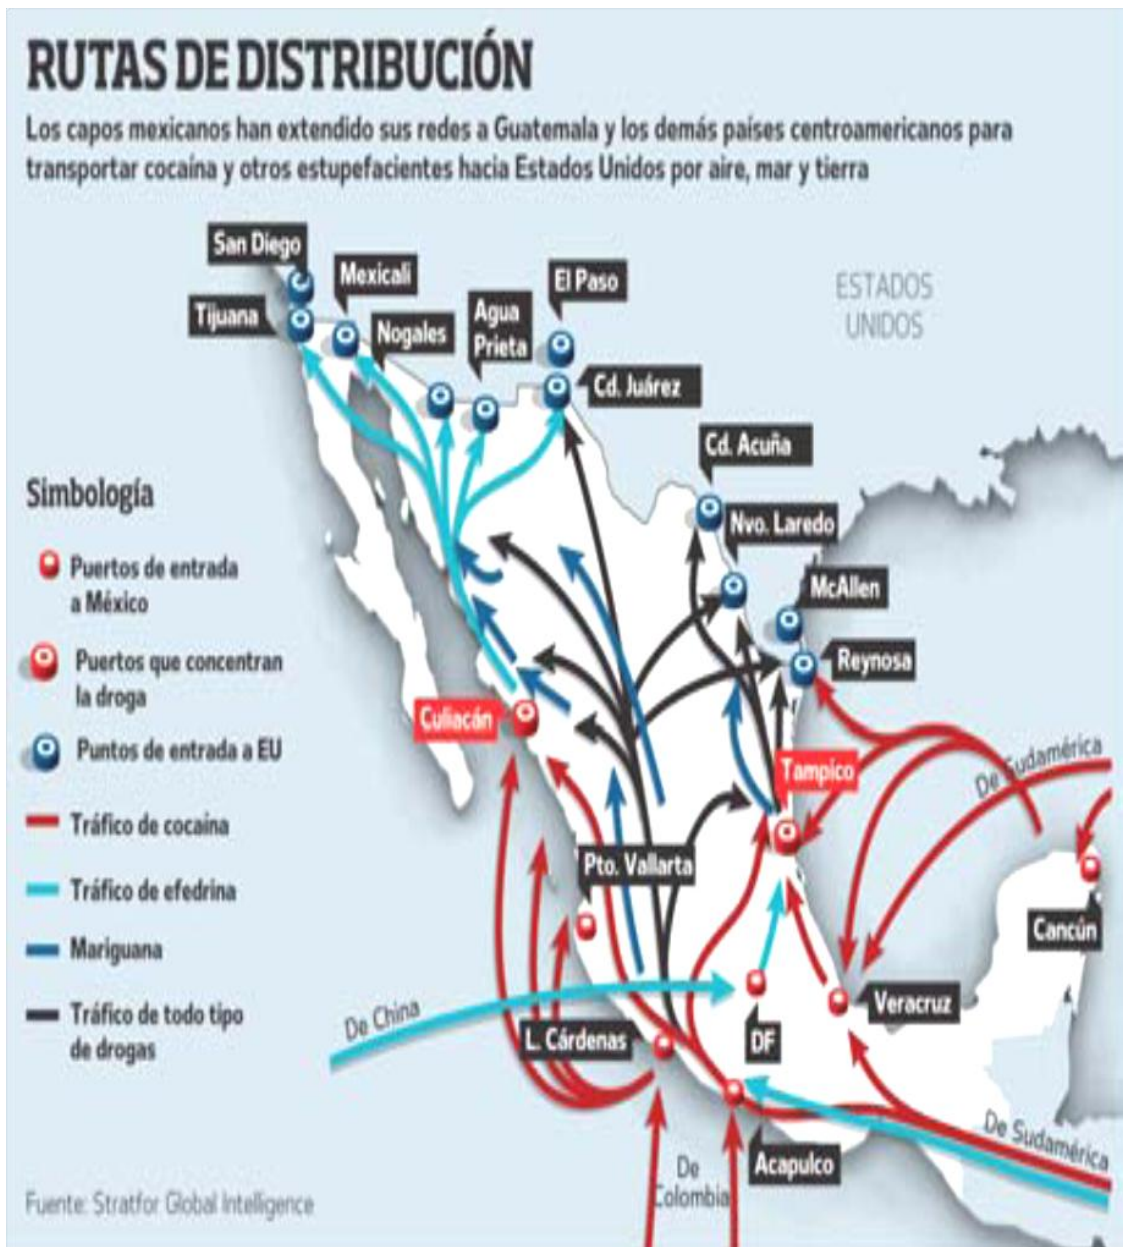 RUTAS DE DISTRIBUCIÓN
Los capos mexicanos han extendido sus redes a Guatemala y los demás países centroamericanos para
transportar cocaína y otros estupefacientes hacia Estados Unidos por aire, mar y tierra
San Diego
Mexicali
El Paso
ESTADOS
UNIDOS
Tijuana
Nogales
Agua
Prieta
Cd. Juárez
Cd. Acuña
Simbología
Nvo. Laredo
Puertos de entrada
a México
McAllen
Puertos que concentran
la droga
Reynosa
Culiacán
Puntos de entrada a EU
Tampico
De Sudamérica
Tráfico de cocaína
Pto. Vallarta
Tráfico de efedrina
Cancún
Mariguana
Veracruz
Tráfico de todo tipo
de drogas
De China
L. Cárdenas
DF
De Sudamérica
Acapulco
De
Colombia
Fuente: Stratfor Global Intelligence